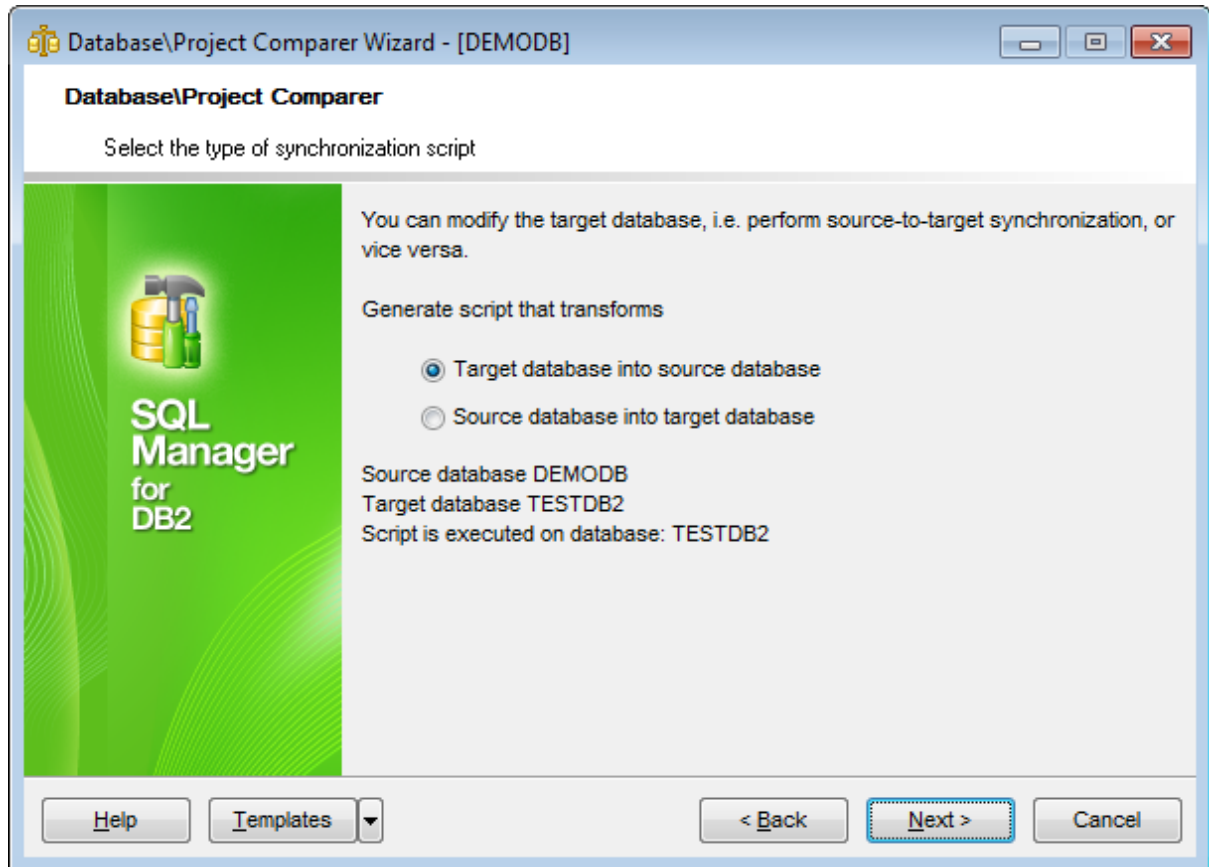 Database\Project Comparer Wizard - [DEMODB]
Database\Project Comparer
Select the type of synchronization script
You can modify the target database, i.e. perform source-to-target synchronization, or
vice versa.
Generate script that transforms
Target database into source database
Source database into target database
Source database DEMODB
Target database TESTDB2
Script is executed on database: TESTDB2
SQL
Manager
for
DB2
Help
Templates
< Back
Next >
Cancel